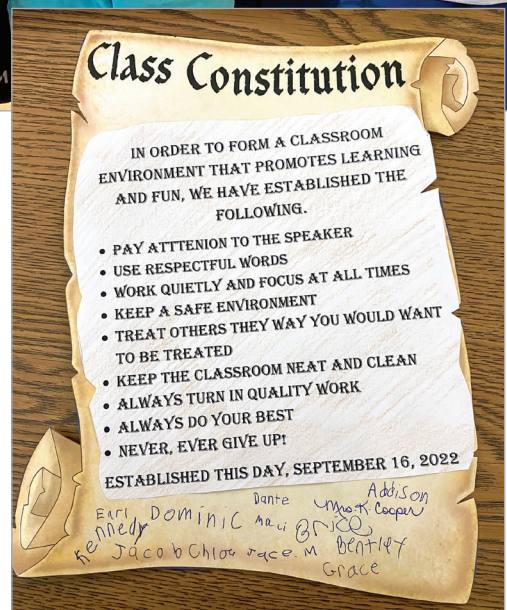 Class Constitution
IN ORDER TO FORM A CLASSROOM
ENVIRONMENT THAT PROMOTES LEARNING
AND FUN, WE HAVE ESTABLISHED THE
FOLLOWING.
• PAY ATTTENION TO THE SPEAKER
• USE RESPECTFUL WORDS
• WORK QUIETLY AND FOCUS AT ALL TIMES
• KEEP A SAFE ENVIRONMENT
• TREAT OTHERS THEY WAY YOU WOULD WANT
TO BE TREATED
• KEEP THE CLASSROOM NEAT AND CLEAN
• ALWAYS TURN IN QUALITY WORK
• ALWAYS DO YOUR BEST
• NEVER, EVER GIVE UP!
ESTABLISHED THIS DAY, SEPTEMBER 16, 2022
Dante Addison
Earl Dominic Maci Brice Mrs. K. Cooper
Kennedy Jacob Chloe Jace. M Bentley
Grace